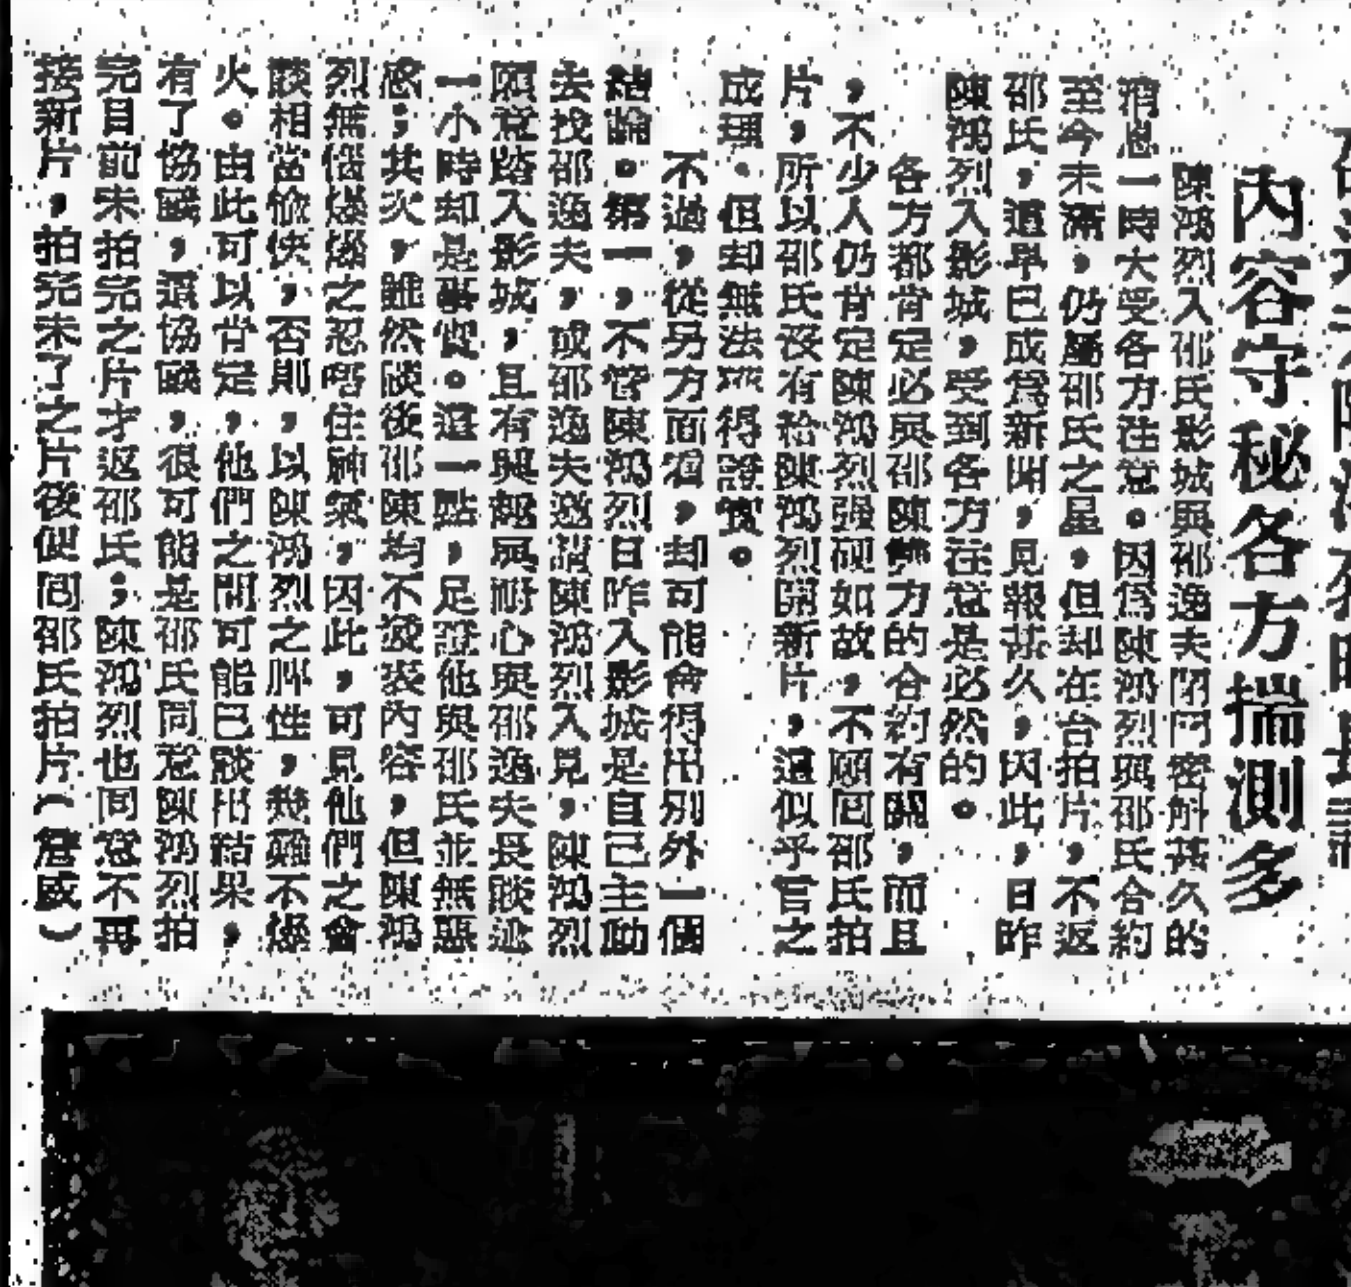 內容守秘各方揣測多
陳鴻烈入邵氏影城與邵逸夫閉門密斟甚久的
消息一時大受各方注意。因為陳鴻烈與邵氏合約
至今未滿，仍屬邵氏之星，但却在台拍片，不返
邵氏，這早已成為新聞，見報甚久，因此，日昨
陳鴻烈入影城，受到各方注意是必然的。
各方都肯定必與邵陳雙方的合約有關，而且
，不少人仍肯定陳鴻烈强硬如故，不願回邵氏拍
片，所以邵氏沒有給陳鴻烈開新片，這似乎言之
成理。但却無法獲得證實。
不過，從另方面看，却可能會得出別外一個
結論。第一，不管陳鴻烈日昨入影城是自己主動
去找邵逸夫，或邵逸夫邀請陳鴻烈入見，陳鴻烈
願意踏入影城，且有興趣與耐心與邵逸夫長談逾
一小時却是事實。這一點，足證他與邵氏並無惡
感；其次，雖然談後邵陳均不發表內容，但陳鴻
烈無惱爆爆之忍唔住神氣，因此，可見他們之會
談相當愉快，否則，以陳鴻烈之脾性，幾難不爆
火。由此可以肯定，他們之間可能已談出結果，
有了協議，這協議，很可能是邵氏同意陳鴻烈拍
完目前未拍完之片才返邵氏；陳鴻烈也同意不再
接新片，拍完未了之片後便回邵氏拍片（詹威）